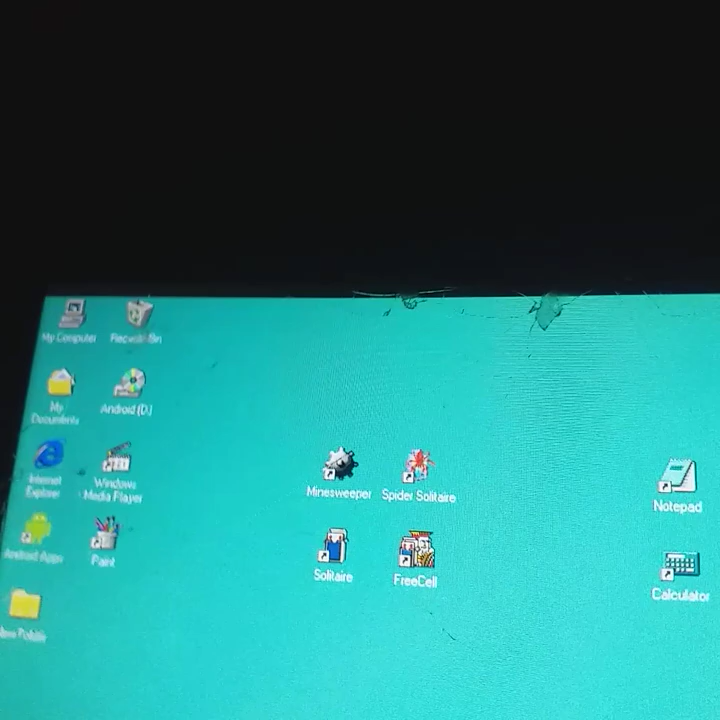 My Computer
Recycle Bin
My
Documents
Android (D:)
Internet
Explorer
Windows
Media Player
Minesweeper
Spider Solitaire
Notepad
Android Apps
Paint
Solitaire
FreeCell
Calculator